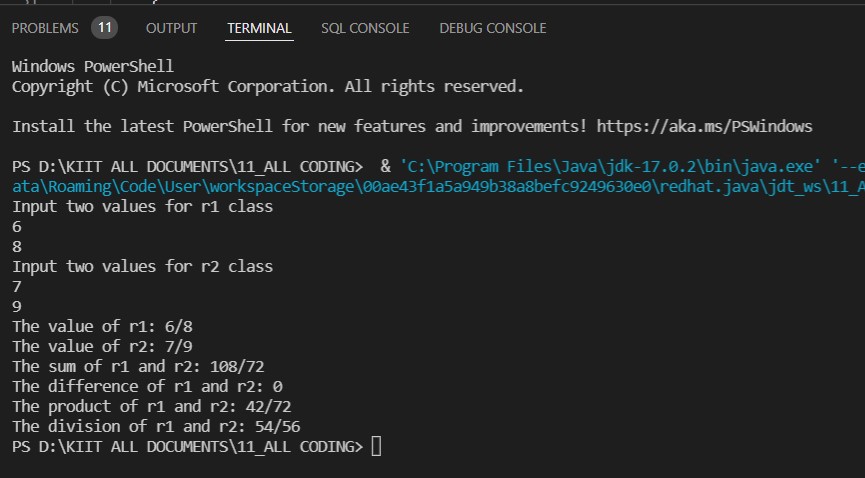 PROBLEMS 11 OUTPUT TERMINAL SQL CONSOLE DEBUG CONSOLE
Windows PowerShell
Copyright (C) Microsoft Corporation. All rights reserved.
Install the latest PowerShell for new features and improvements! https://aka.ms/PSWindows
PS D:\KIIT ALL DOCUMENTS\11_ALL CODING>  & 'C:\Program Files\Java\jdk-17.0.2\bin\java.exe' '--e
ata\Roaming\Code\User\workspaceStorage\00ae43f1a5a949b38a8befc9249630e0\redhat.java\jdt_ws\11_A
Input two values for r1 class
6
8
Input two values for r2 class
7
9
The value of r1: 6/8
The value of r2: 7/9
The sum of r1 and r2: 108/72
The difference of r1 and r2: 0
The product of r1 and r2: 42/72
The division of r1 and r2: 54/56
PS D:\KIIT ALL DOCUMENTS\11_ALL CODING>